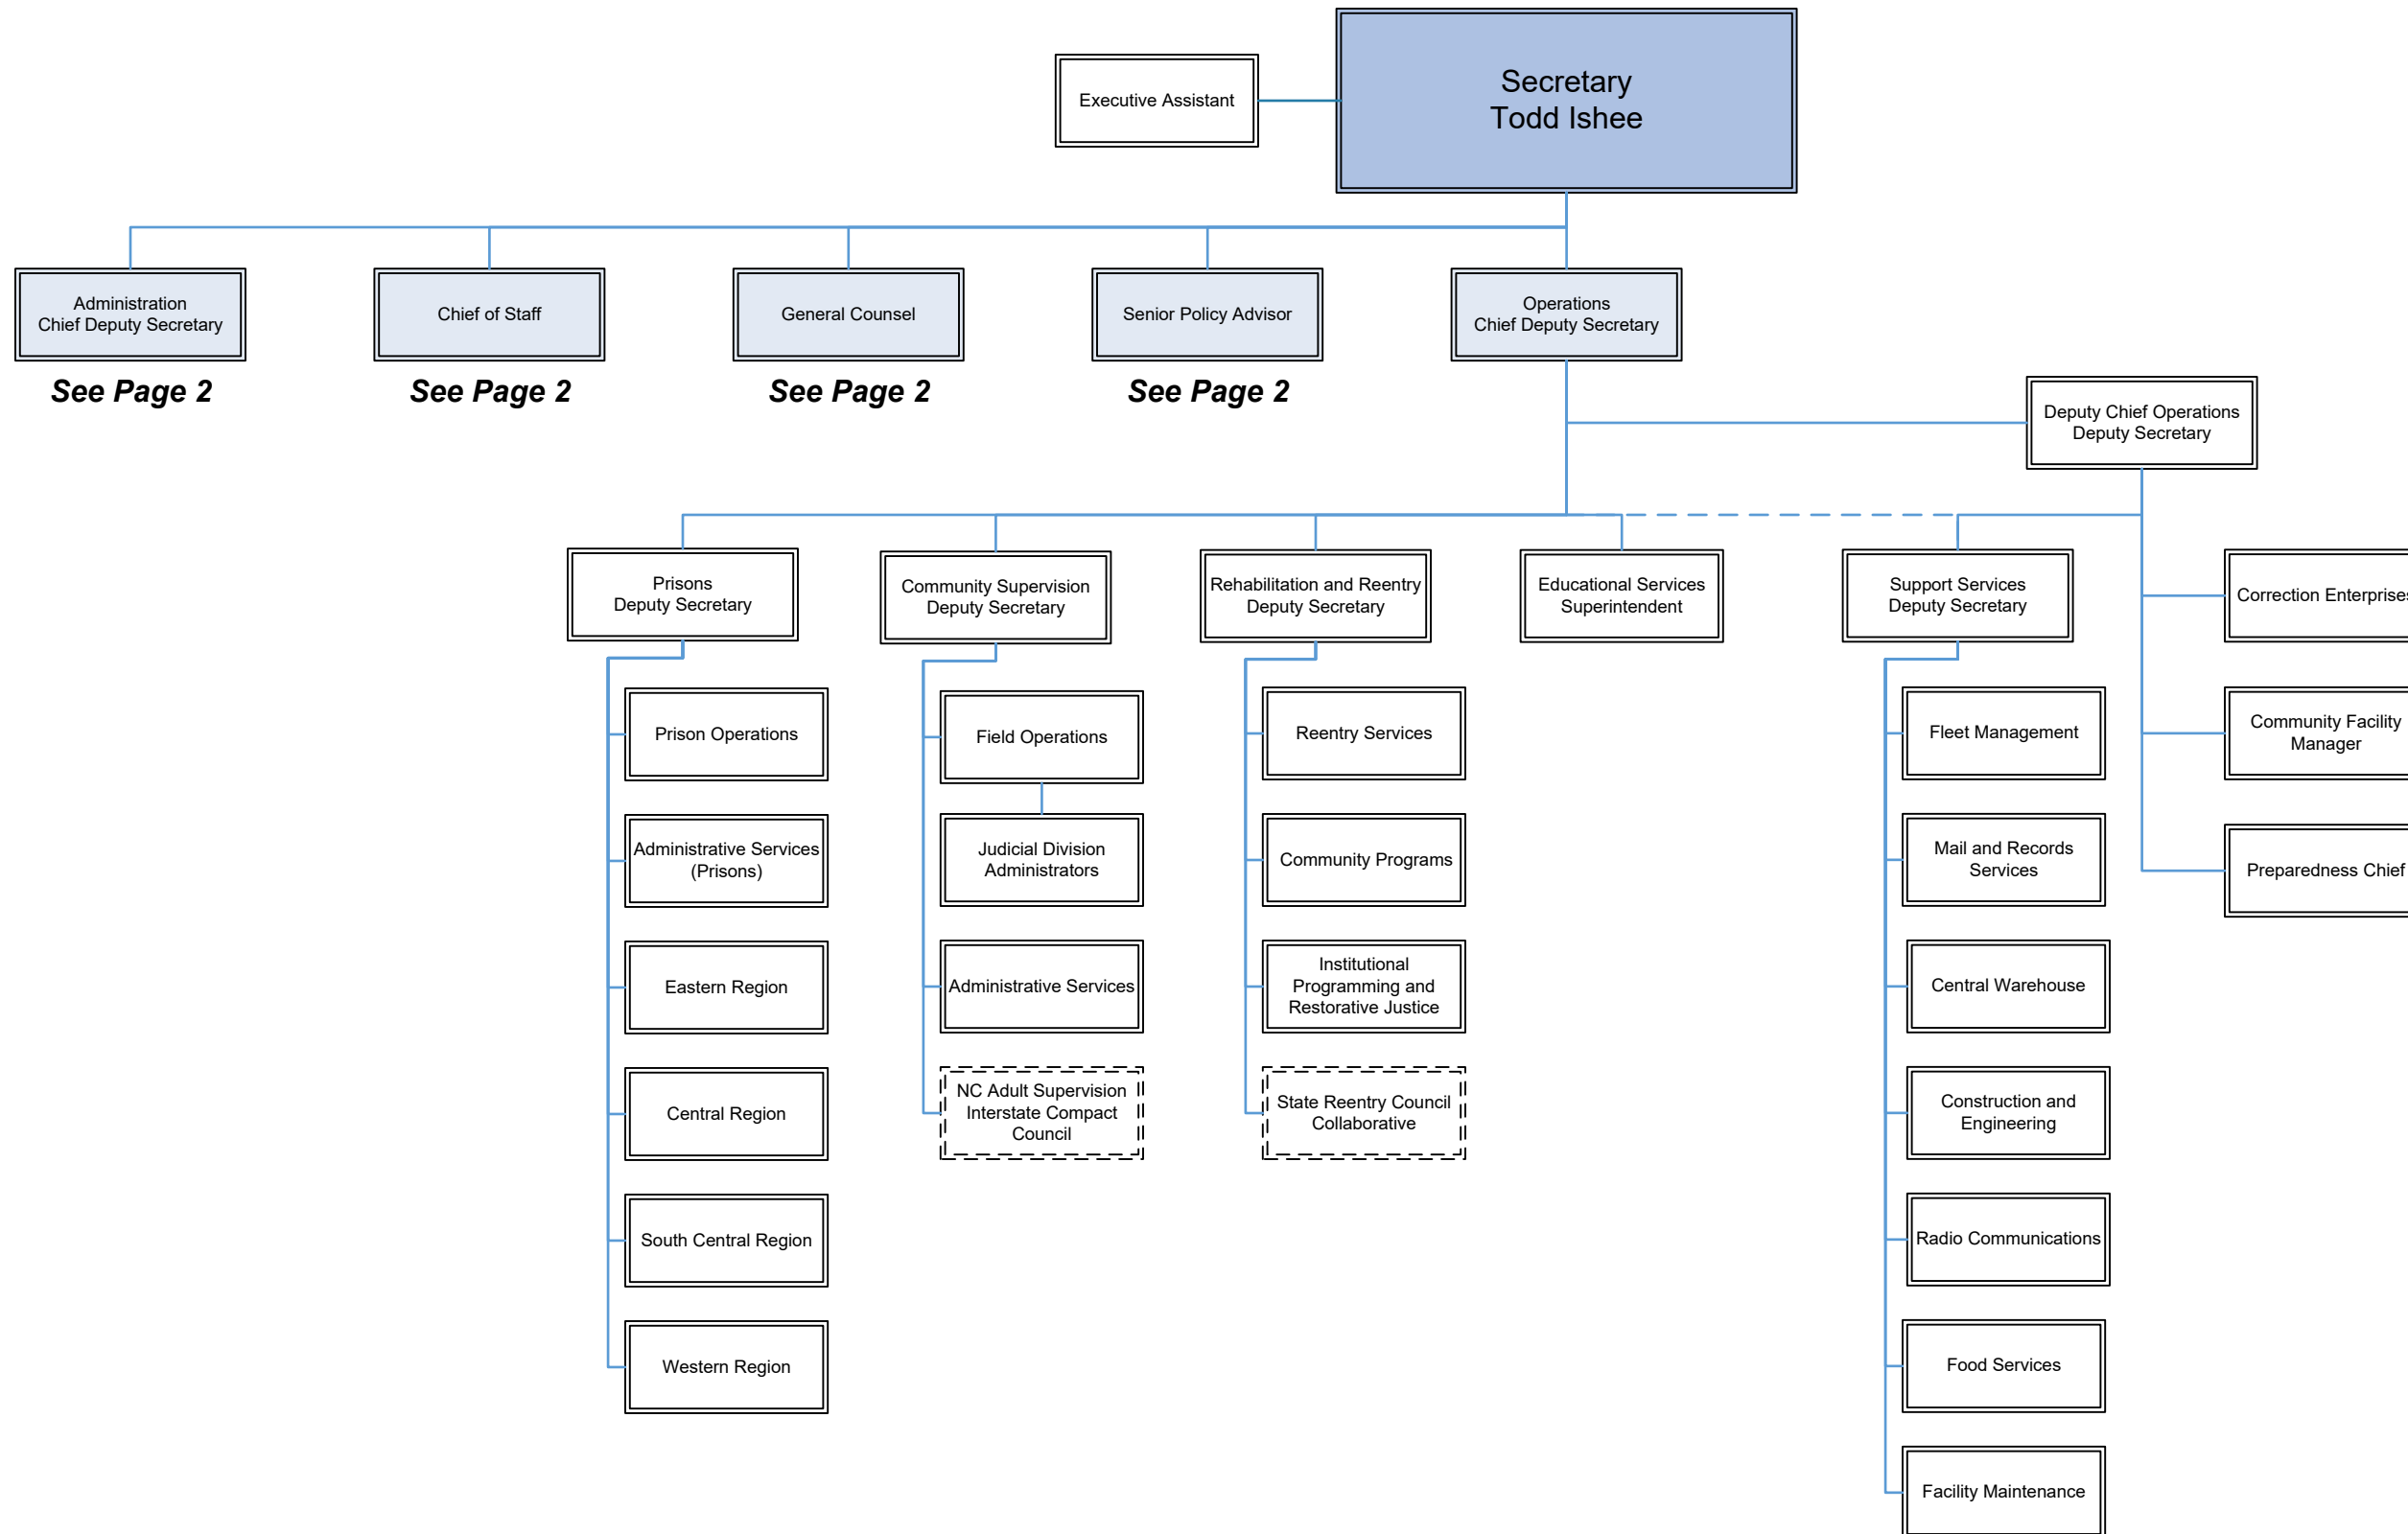 Executive Assistant
Secretary
Todd Ishee
Administration
Chief Deputy Secretary
Chief of Staff
General Counsel
Senior Policy Advisor
Operations
Chief Deputy Secretary
See Page 2
See Page 2
See Page 2
See Page 2
Deputy Chief Operations
Deputy Secretary
Prisons
Deputy Secretary
Community Supervision
Deputy Secretary
Rehabilitation and Reentry
Deputy Secretary
Educational Services
Superintendent
Support Services
Deputy Secretary
Correction Enterprises
Prison Operations
Administrative Services
(Prisons)
Eastern Region
Central Region
South Central Region
Western Region
Field Operations
Judicial Division
Administrators
Administrative Services
NC Adult Supervision
Interstate Compact
Council
Reentry Services
Community Programs
Institutional
Programming and
Restorative Justice
State Reentry Council
Collaborative
Fleet Management
Mail and Records
Services
Central Warehouse
Construction and
Engineering
Radio Communications
Food Services
Facility Maintenance
Community Facility
Manager
Preparedness Chief